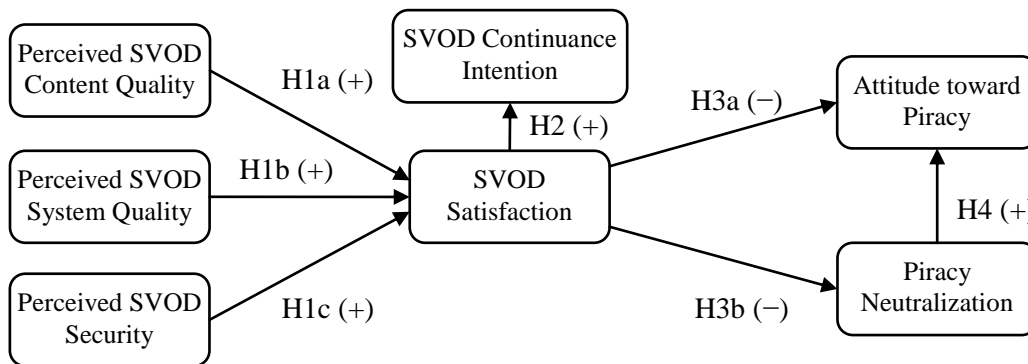 Perceived SVOD
Content Quality
H1a (+)
SVOD Continuance
Intention
H2 (+)
H3a (−)
Attitude toward
Piracy
Perceived SVOD
System Quality
H1b (+)
SVOD
Satisfaction
H4 (+)
Perceived SVOD
Security
H1c (+)
H3b (−)
Piracy
Neutralization